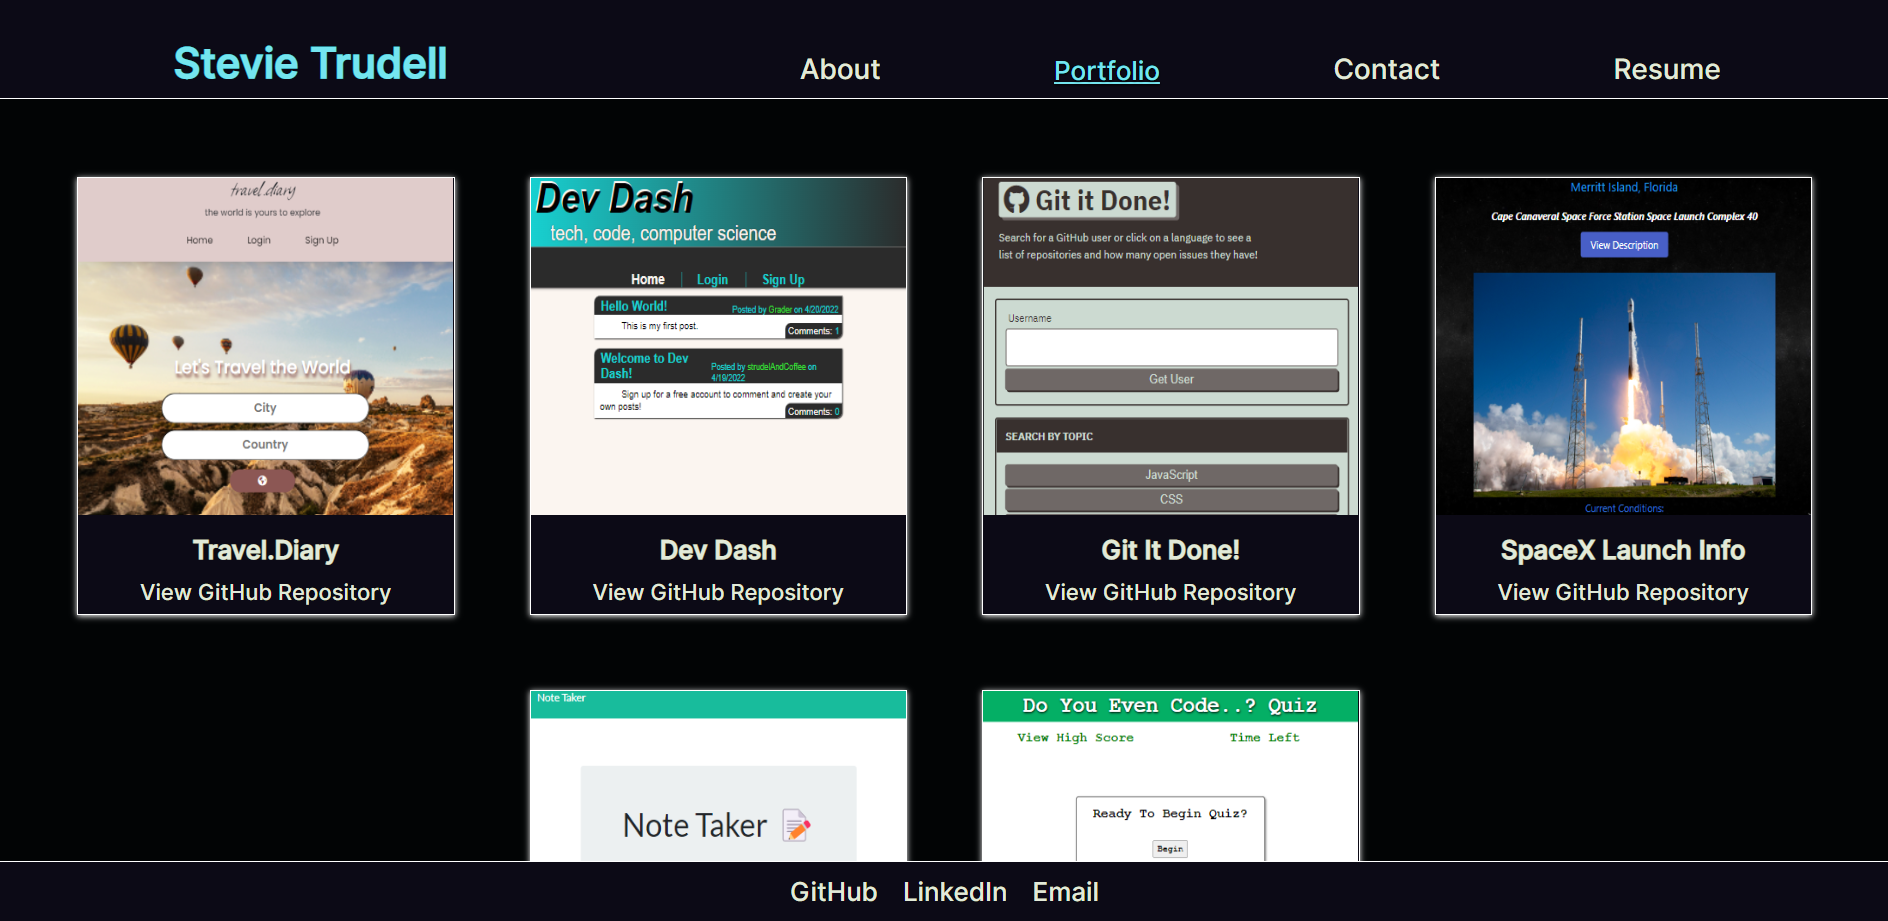 Stevie Trudell
About
Portfolio
Contact
Resume
travel.diary
the world is yours to explore
Home Login Sign Up
Let's Travel the World
City
Country
Travel.Diary
View GitHub Repository
Dev Dash
tech, code, computer science
Home Login Sign Up
Hello World!
Posted by Grader on 4/20/2022
This is my first post.
Comments: 1
Welcome to Dev
Dash!
Posted by strudelAndCoffee on
4/19/2022
Sign up for a free account to comment and create your
own posts!
Comments: 0
Dev Dash
View GitHub Repository
Git it Done!
Search for a GitHub user or click on a language to see a
list of repositories and how many open issues they have!
Username
Get User
SEARCH BY TOPIC
JavaScript
CSS
Git It Done!
View GitHub Repository
Merritt Island, Florida
Cape Canaveral Space Force Station Space Launch Complex 40
View Description
Current Conditions:
SpaceX Launch Info
View GitHub Repository
Note Taker
Note Taker
Do You Even Code..? Quiz
View High Score
Time Left
Ready To Begin Quiz?
Begin
GitHub LinkedIn Email